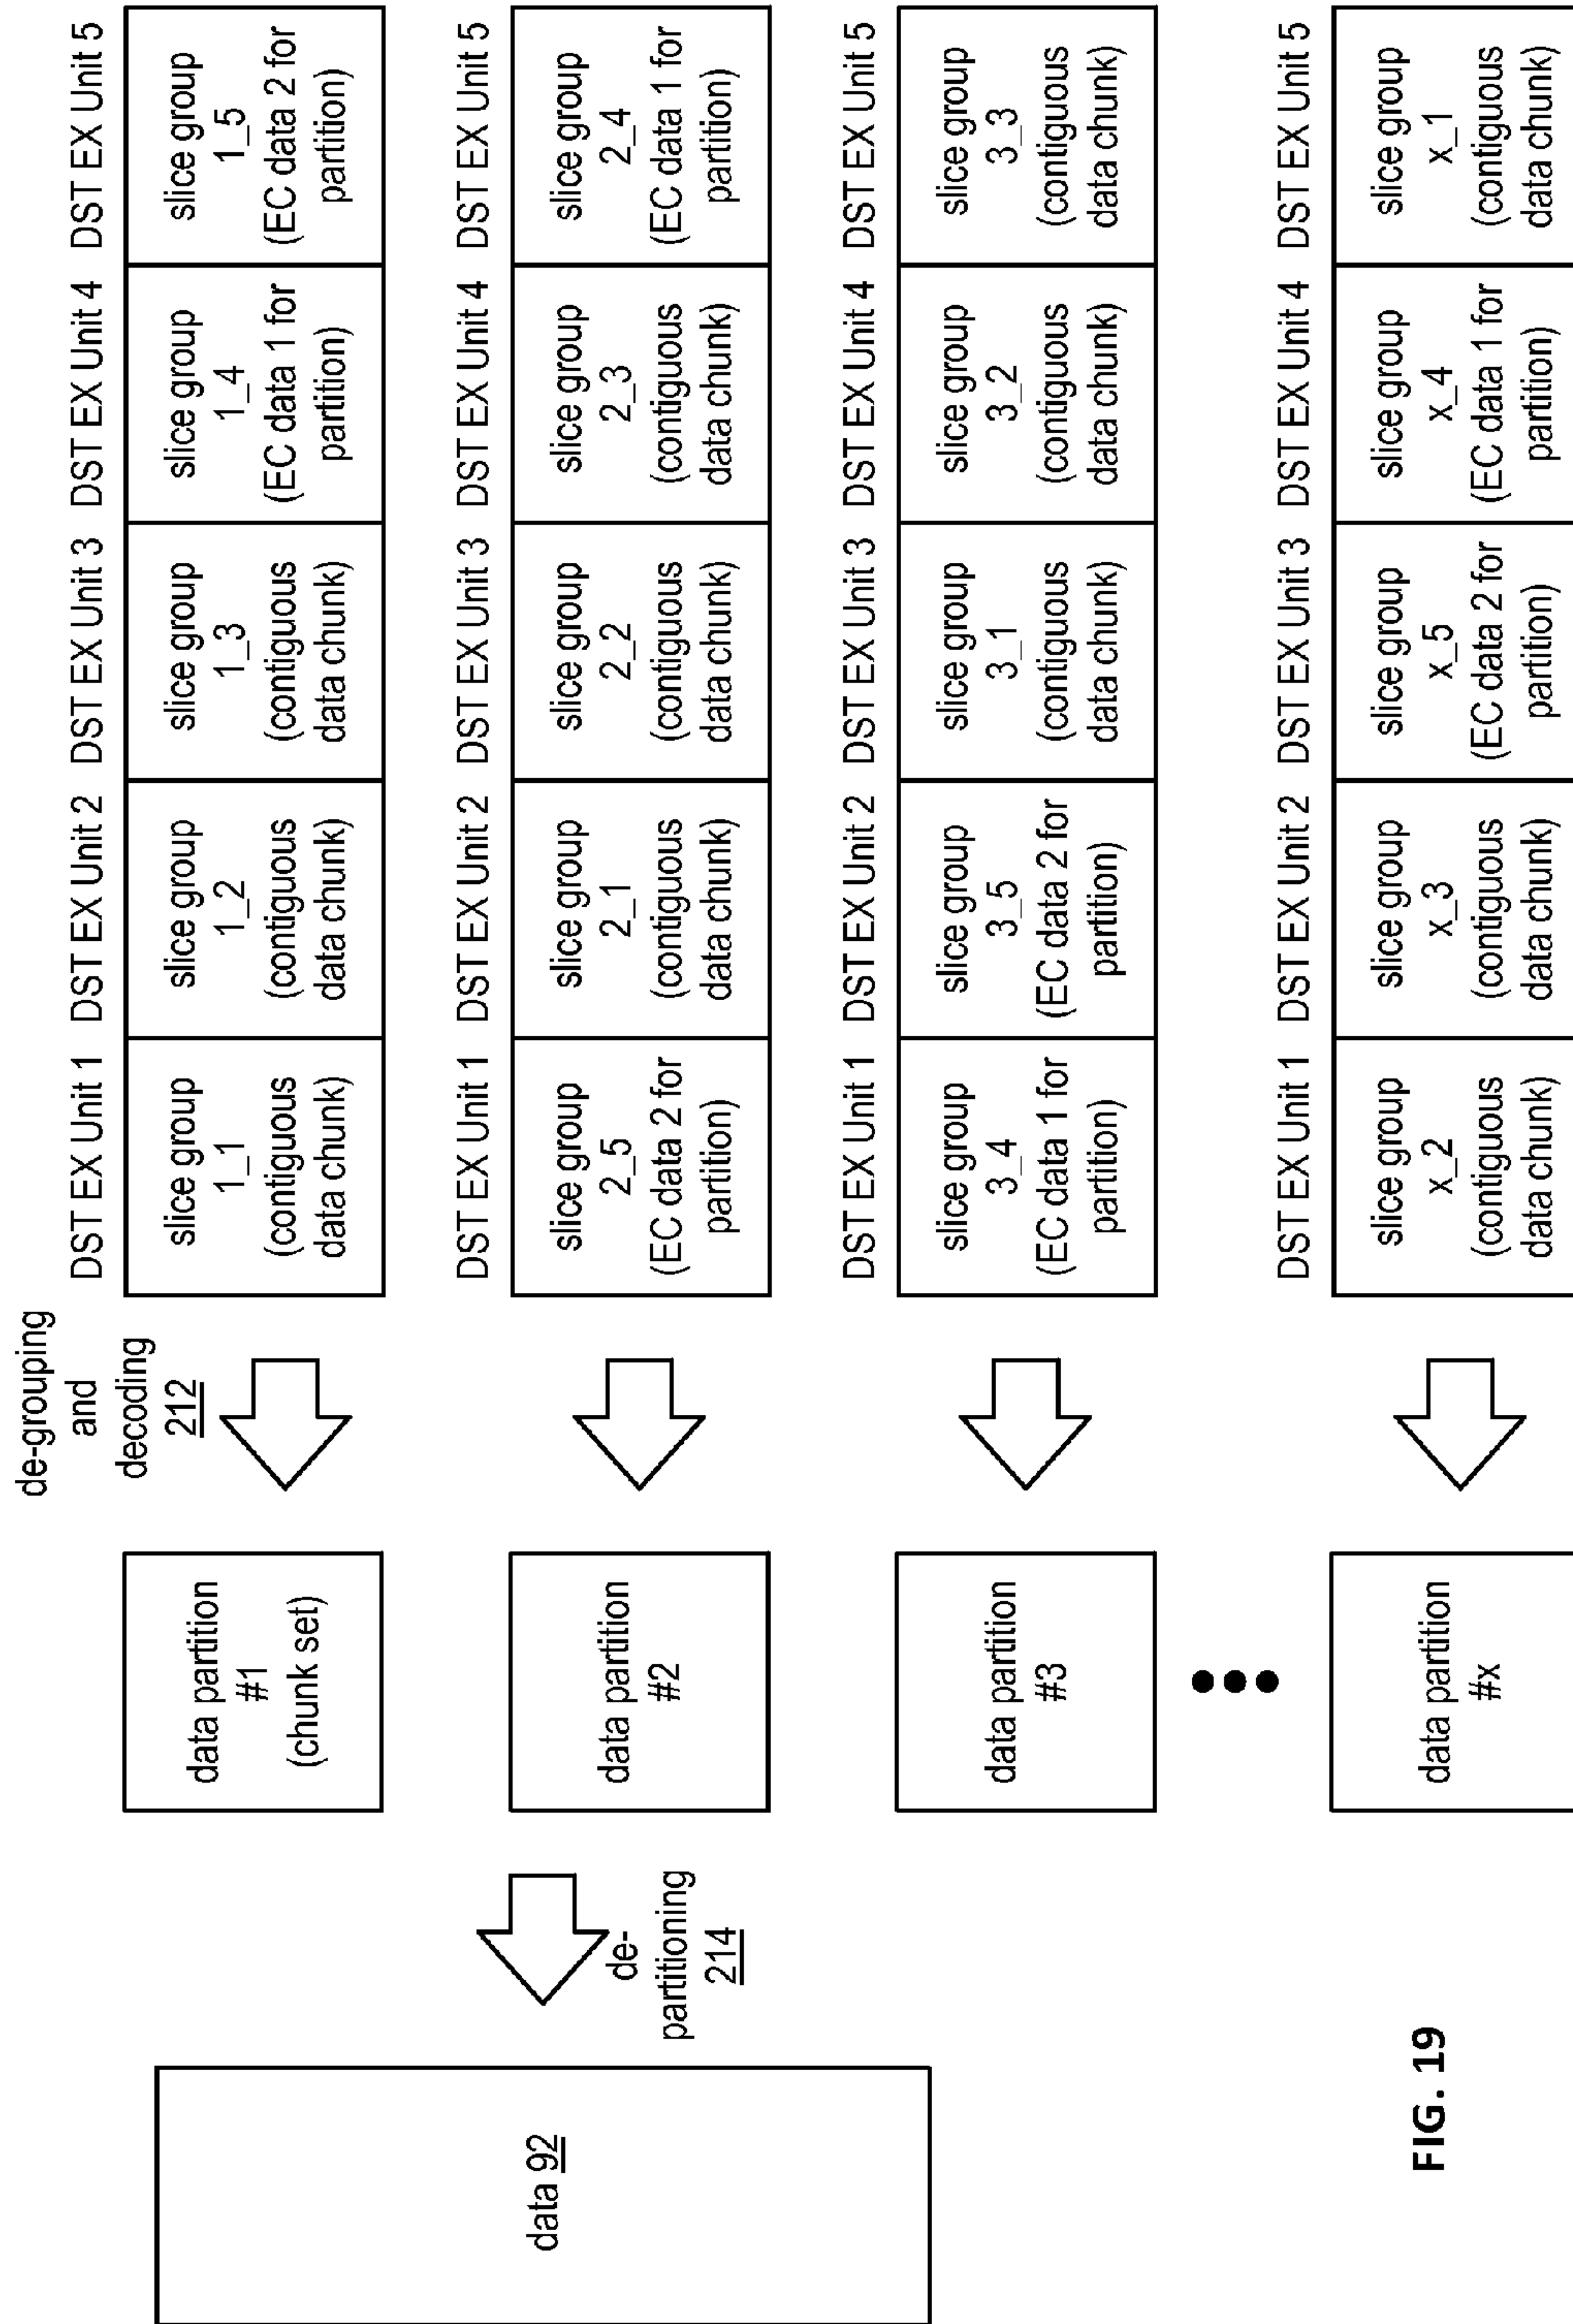 de-grouping
and
decoding
212
DST EX Unit 1 DST EX Unit 2 DST EX Unit 3 DST EX Unit 4 DST EX Unit 5
data partition
#1
(chunk set)
slice group
1_1
(contiguous
data chunk)
slice group
1_2
(contiguous
data chunk)
slice group
1_3
(contiguous
data chunk)
slice group
1_4
(EC data 1 for
partition)
slice group
1_5
(EC data 2 for
partition)
data 92
de-
partitioning
214
DST EX Unit 1 DST EX Unit 2 DST EX Unit 3 DST EX Unit 4 DST EX Unit 5
data partition
#2
slice group
2_5
(EC data 2 for
partition)
slice group
2_1
(contiguous
data chunk)
slice group
2_2
(contiguous
data chunk)
slice group
2_3
(contiguous
data chunk)
slice group
2_4
(EC data 1 for
partition)
DST EX Unit 1 DST EX Unit 2 DST EX Unit 3 DST EX Unit 4 DST EX Unit 5
data partition
#3
slice group
3_4
(EC data 1 for
partition)
slice group
3_5
(EC data 2 for
partition)
slice group
3_1
(contiguous
data chunk)
slice group
3_2
(contiguous
data chunk)
slice group
3_3
(contiguous
data chunk)
DST EX Unit 1 DST EX Unit 2 DST EX Unit 3 DST EX Unit 4 DST EX Unit 5
data partition
#x
slice group
x_2
(contiguous
data chunk)
slice group
x_3
(contiguous
data chunk)
slice group
x_5
(EC data 2 for
partition)
slice group
x_4
(EC data 1 for
partition)
slice group
x_1
(contiguous
data chunk)
FIG. 19